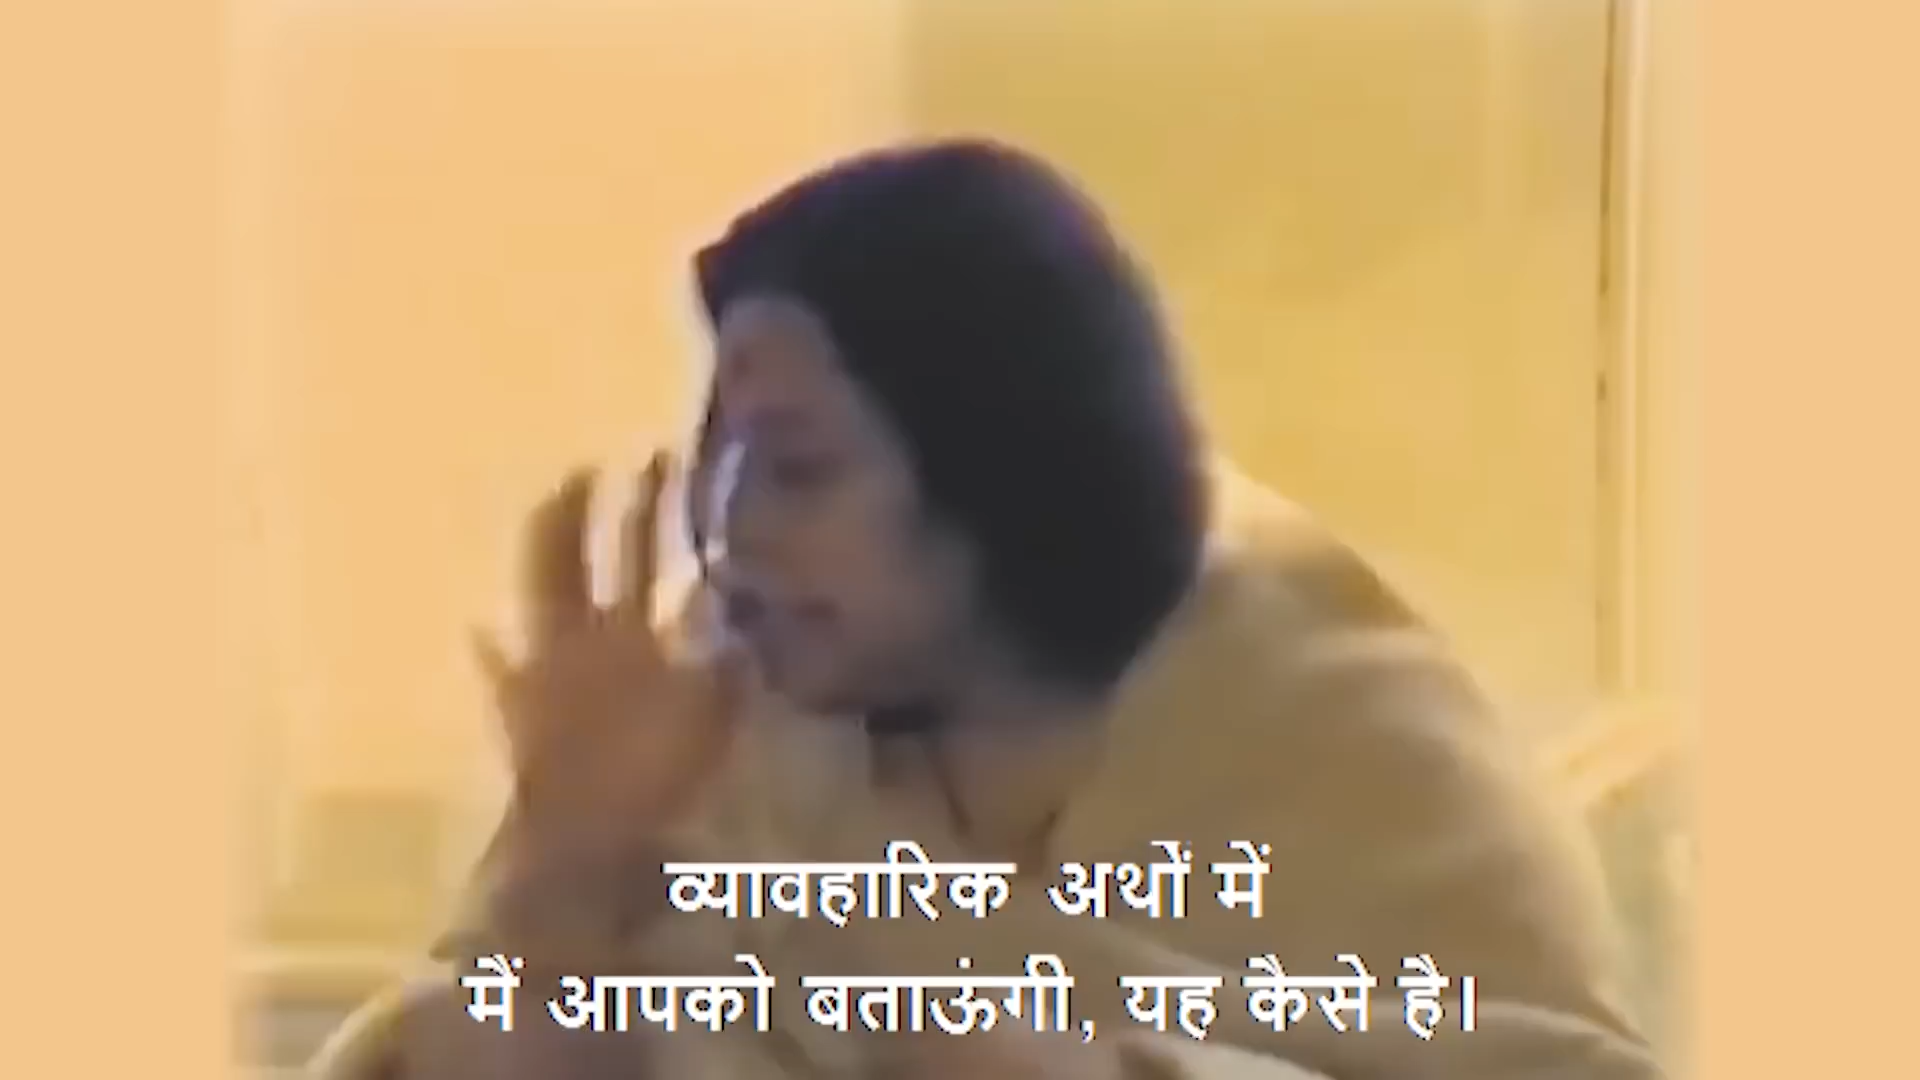 व्यावहारिक अर्थों में
मैं आपको बताऊंगी, यह कैसे है।